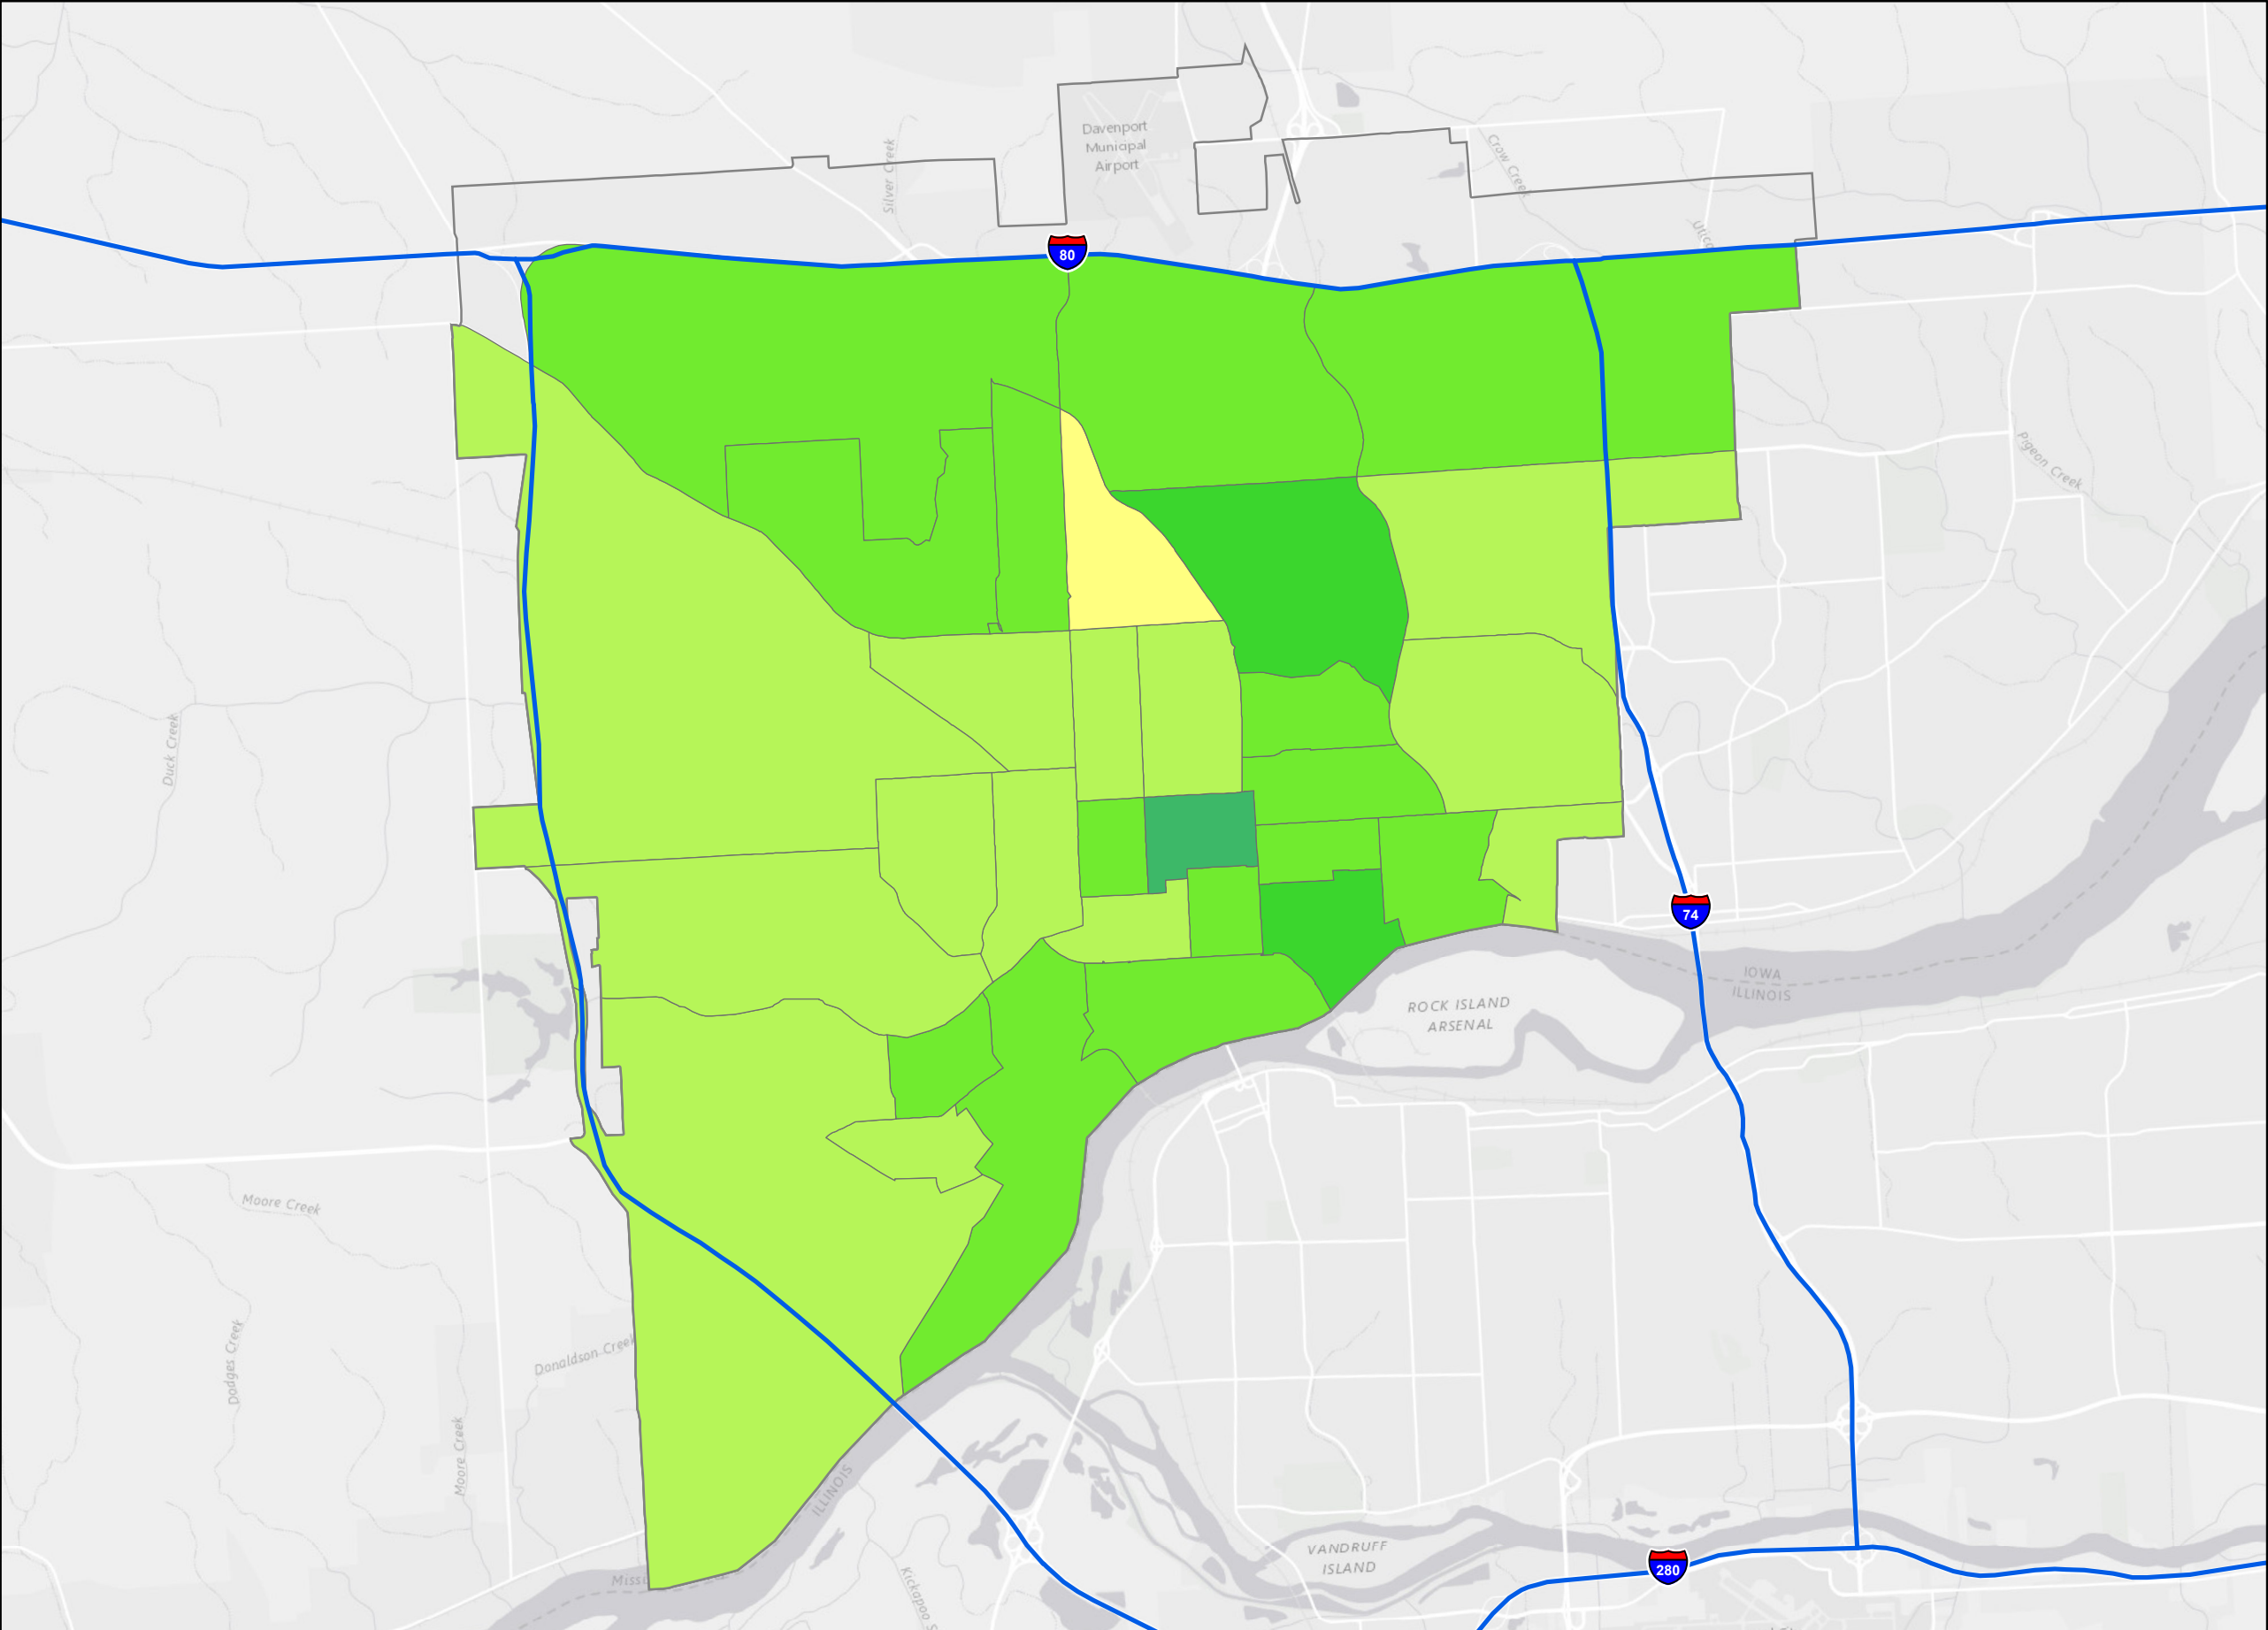 Davenport
Municipal
Airport
Silver Creek
Crow Creek
80
Pigeon Creek
Duck Creek
74
IOWA
ILLINOIS
ROCK ISLAND
ARSENAL
Moore Creek
Donaldson Creek
Dodges Creek
Moore Creek
ILLINOIS
VANDRUFF
ISLAND
280
Kickapoo